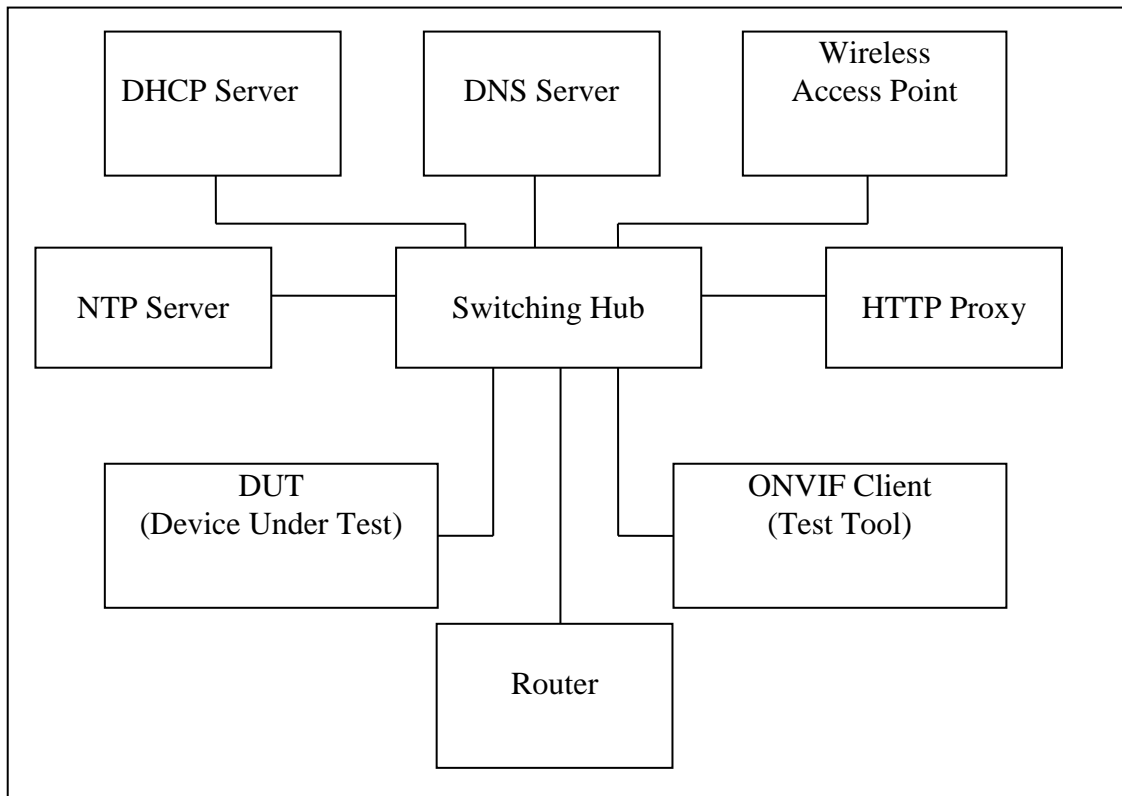 DHCP Server
DNS Server
Wireless
Access Point
NTP Server
Switching Hub
HTTP Proxy
DUT
(Device Under Test)
ONVIF Client
(Test Tool)
Router